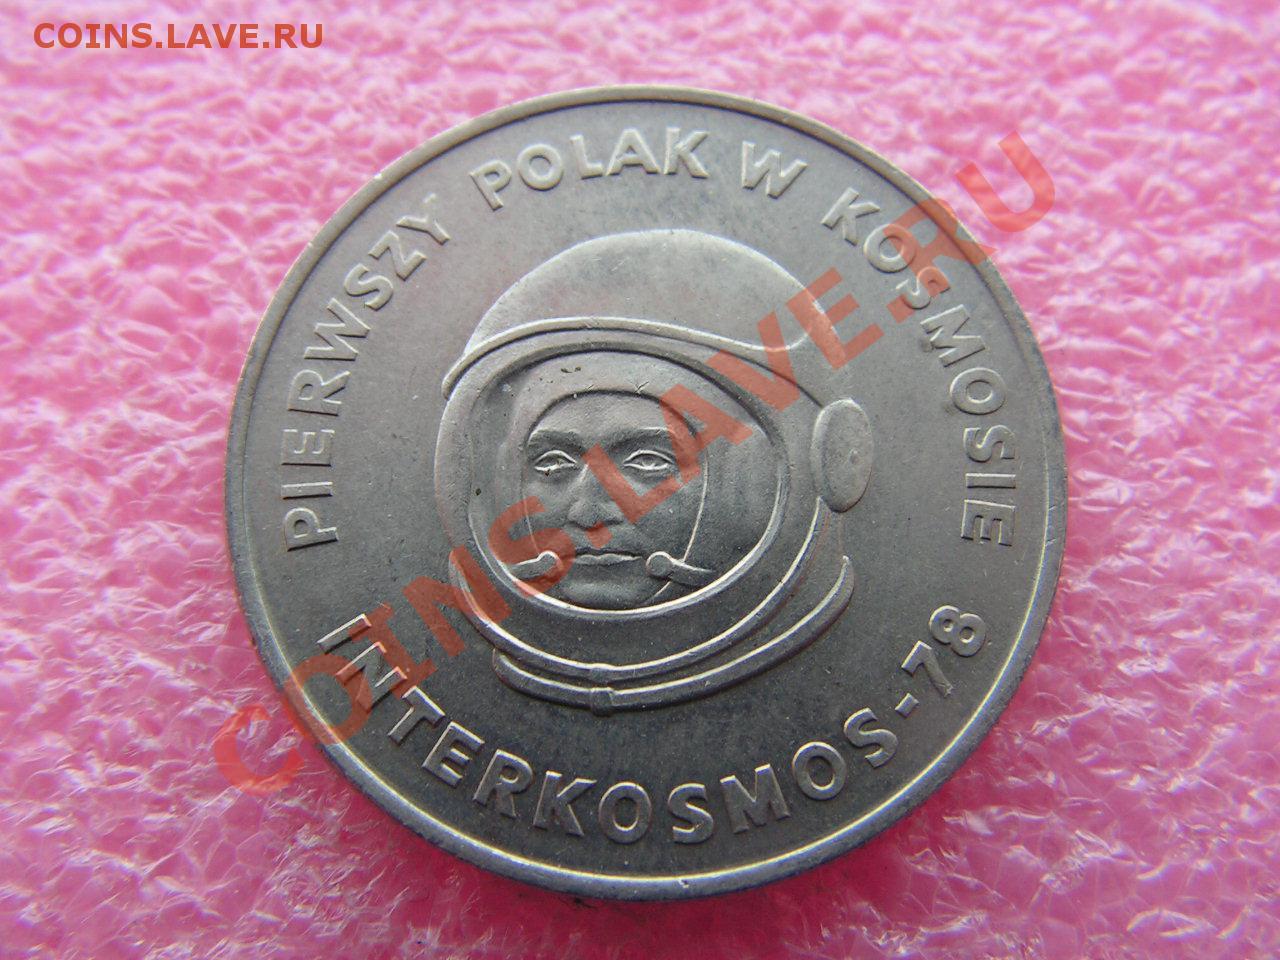 COINS.LAVE.RU
PIERWSZY POLAK W KOSMOSIE
INTERKOSMOS-78
COINS.LAVE.RU